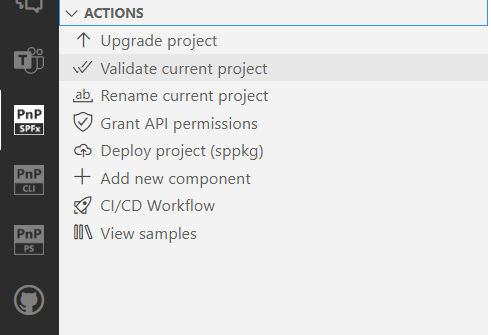 ACTIONS
Upgrade project
Validate current project
ab Rename current project
Grant API permissions
Deploy project (sppkg)
Add new component
CI/CD Workflow
View samples
T
PnP
SPFx
PnP
CLI
PnP
PS